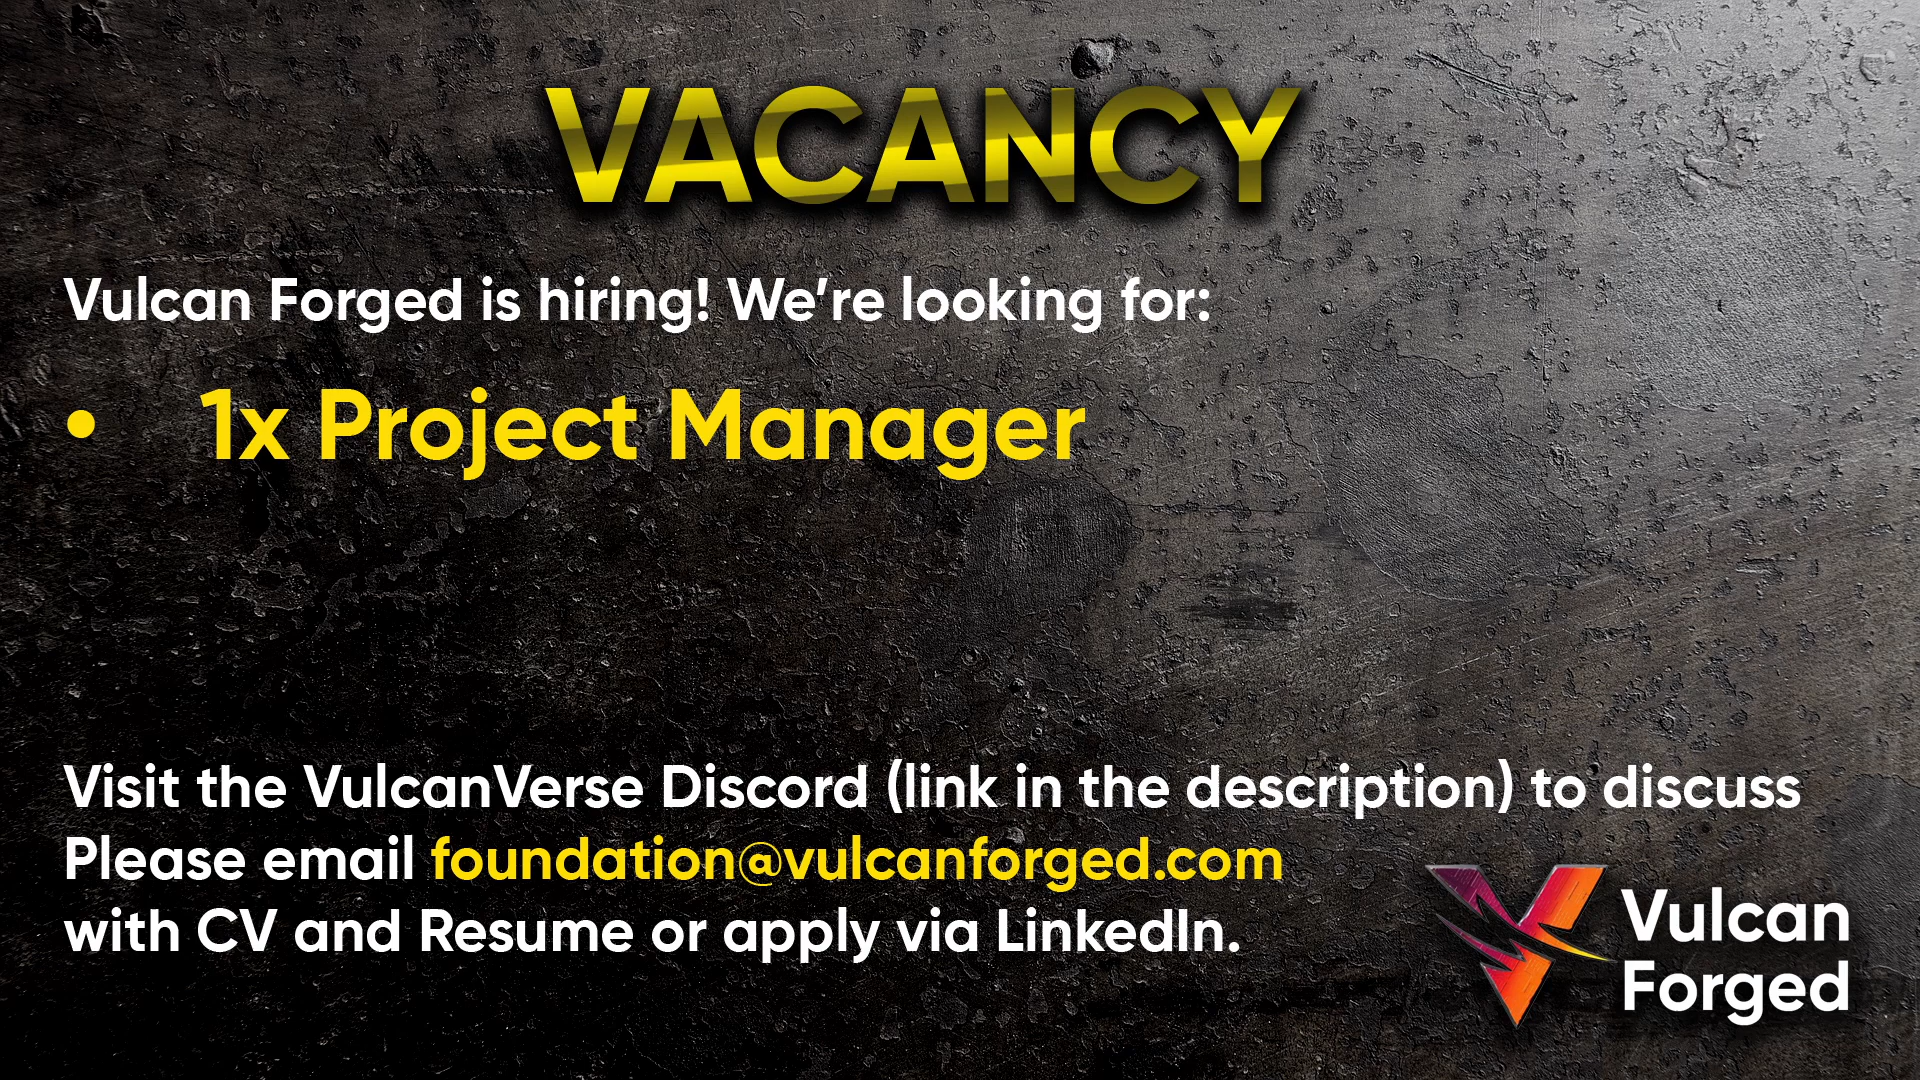 VACANCY
Vulcan Forged is hiring! We’re looking for:
• 1x Project Manager
Visit the VulcanVerse Discord (link in the description) to discuss
Please email foundation@vulcanforged.com
with CV and Resume or apply via LinkedIn.
Vulcan
Forged